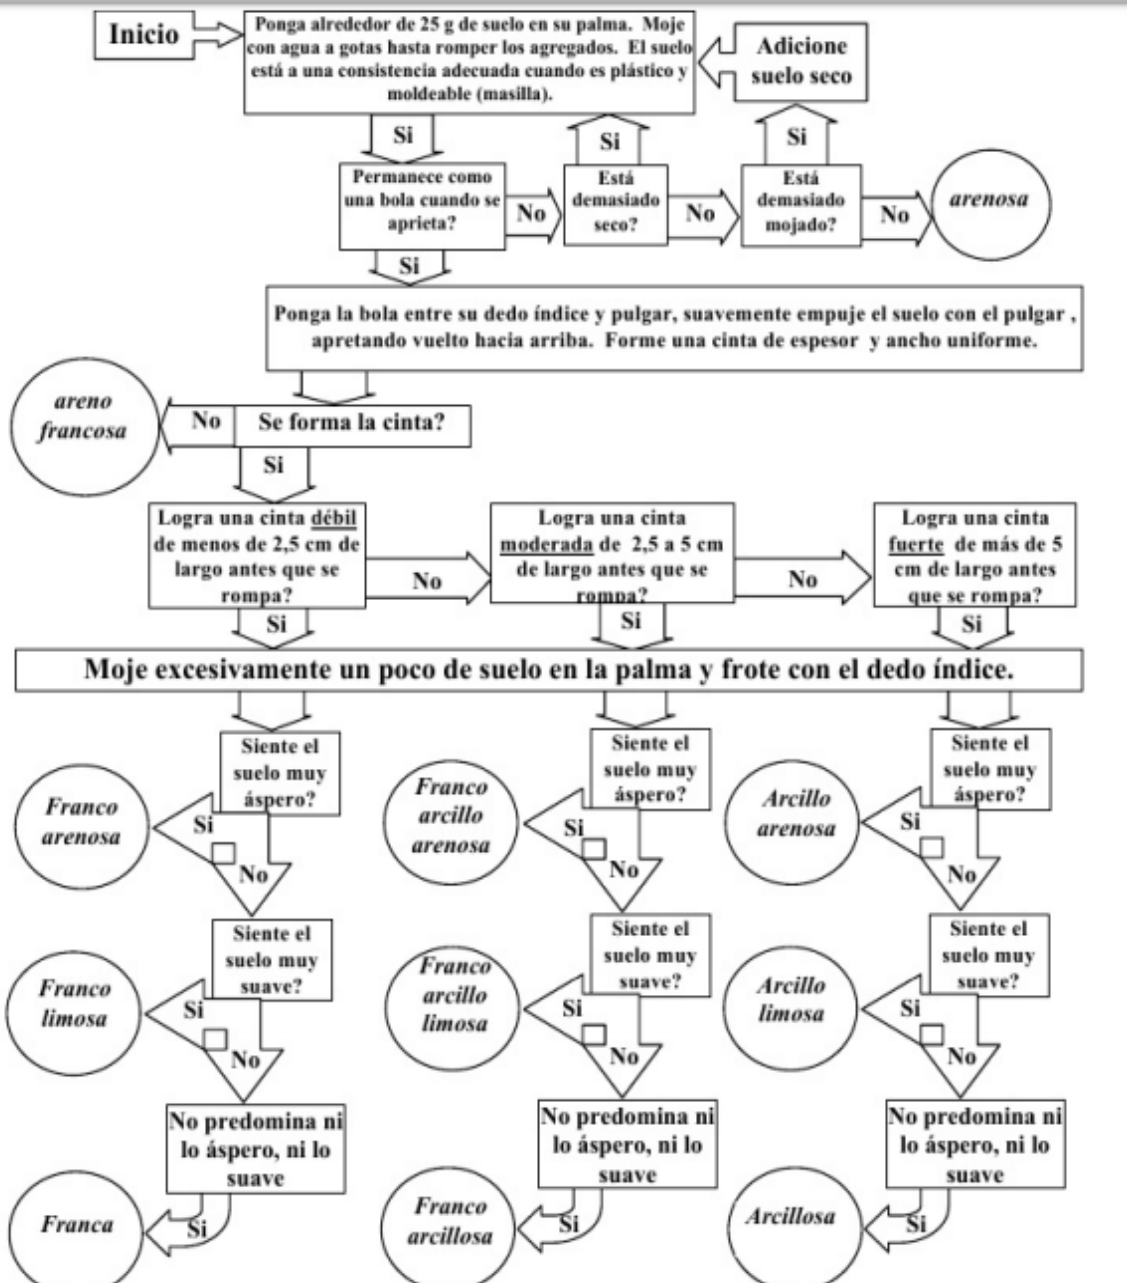 Inicio
Ponga alrededor de 25 g de suelo en su palma. Moje
con agua a gotas hasta romper los agregados. El suelo
está a una consistencia adecuada cuando es plástico y
moldeable (masilla).
Adicione
suelo seco
Si
Si
Si
Permanece como
una bola cuando se
aprieta?
No
Está
demasiado
seco?
No
Está
demasiado
mojado?
No
arenosa
Si
Ponga la bola entre su dedo índice y pulgar, suavemente empuje el suelo con el pulgar ,
apretando vuelto hacia arriba. Forme una cinta de espesor y ancho uniforme.
areno
francosa
No
Se forma la cinta?
Si
Logra una cinta débil
de menos de 2,5 cm de
largo antes que se
rompa?
No
Logra una cinta
moderada de 2,5 a 5 cm
de largo antes que se
rompa?
No
Logra una cinta
fuerte de más de 5
cm de largo antes
que se rompa?
Si
Si
Si
Moje excesivamente un poco de suelo en la palma y frote con el dedo índice.
Siente el
suelo muy
áspero?
Siente el
suelo muy
áspero?
Siente el
suelo muy
áspero?
Franco
arenosa
Si
No
Franco
arcillo
arenosa
Si
No
Arcillo
arenosa
Si
No
Siente el
suelo muy
suave?
Siente el
suelo muy
suave?
Siente el
suelo muy
suave?
Franco
limosa
Si
No
Franco
arcillo
limosa
Si
No
Arcillo
limosa
Si
No
No predomina ni
lo áspero, ni lo
suave
No predomina ni
lo áspero, ni lo
suave
No predomina ni
lo áspero, ni lo
suave
Franca
Si
Franco
arcillosa
Si
Arcillosa
Si